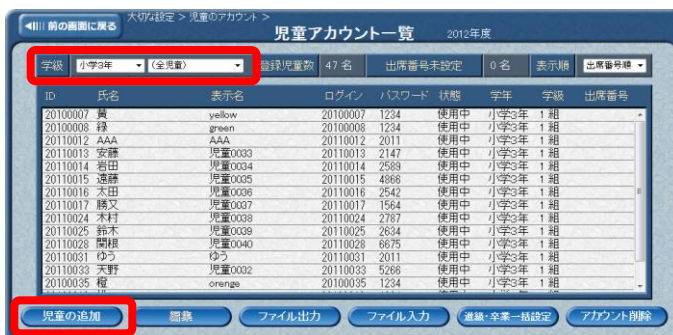 前の画面に戻る 大切な設定 > 児童のアカウント >
児童アカウント一覧 2012年度
学級 小学3年 (全児童) 登録児童数 47 名 出席番号未設定 0 名 表示順 出席番号順
ID 氏名 表示名 ログイン パスワード 状態 学年 学級 出席番号
20100007 黄 yellow 20100007 1234 使用中 小学3年 1 組
20100008 緑 green 20100008 1234 使用中 小学3年 1 組
20110012 AAA AAA 20110012 2011 使用中 小学3年 1 組
20110013 安藤 児童0033 20110013 2147 使用中 小学3年 1 組
20110014 岩田 児童0034 20110014 2589 使用中 小学3年 1 組
20110015 遠藤 児童0035 20110015 4866 使用中 小学3年 1 組
20110016 太田 児童0036 20110016 2542 使用中 小学3年 1 組
20110017 勝又 児童0037 20110017 1564 使用中 小学3年 1 組
20110024 木村 児童0038 20110024 2787 使用中 小学3年 1 組
20110025 鈴木 児童0039 20110025 2634 使用中 小学3年 1 組
20110028 関根 児童0040 20110028 6675 使用中 小学3年 1 組
20110031 ゆう ゆう 20110031 2011 使用中 小学3年 1 組
20110033 天野 児童0032 20110033 5266 使用中 小学3年 1 組
20100035 橙 orenge 20100035 1234 使用中 小学3年 1 組
児童の追加 編集 ファイル出力 ファイル入力 進級・卒業一括設定 アカウント削除